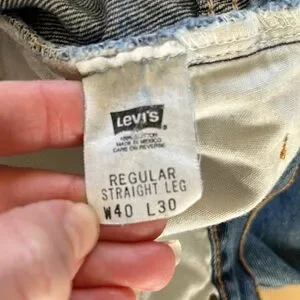 LEVI'S
100% COTTON
MADE IN MEXICO
CARE ON REVERSE
REGULAR
STRAIGHT LEG
W40 L30